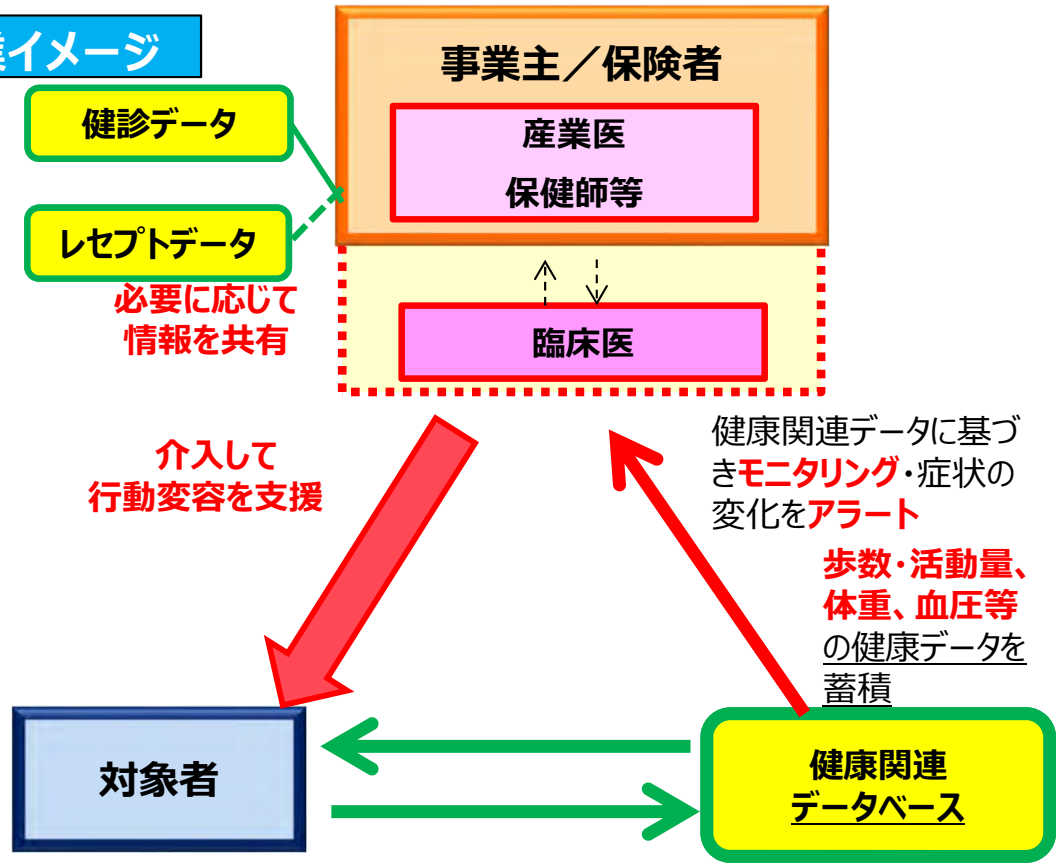 業イメージ
事業主／保険者
健診データ
産業医
保健師等
レセプトデータ
必要に応じて
情報を共有
臨床医
健康関連データに基づ
きモニタリング・症状の
変化をアラート
介入して
行動変容を支援
歩数・活動量、
体重、血圧等
の健康データを
蓄積
対象者
健康関連
データベース